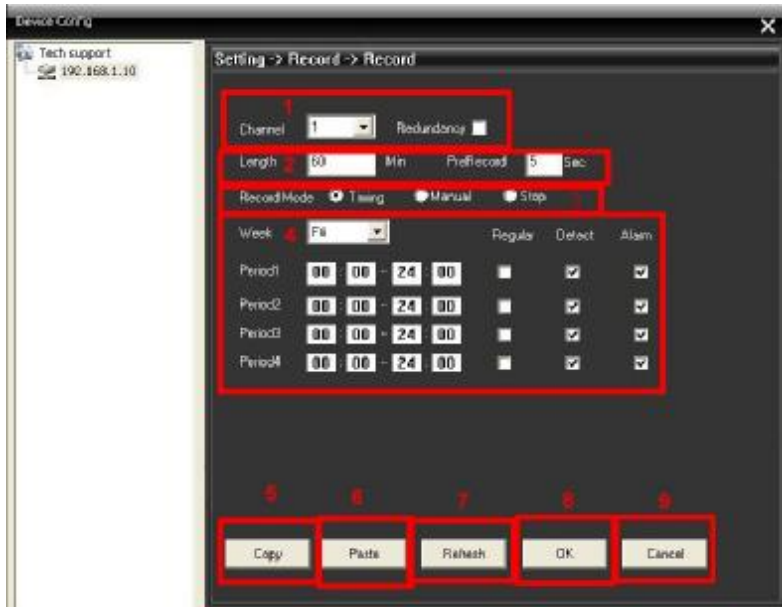 Device Config
Tech support
192.168.1.10
Setting -> Record -> Record
1
Channel 1 Redundancy
Length 2 60 Min PreRecord 5 Sec
Record Mode Timing Manual Stop 3
Week 4 Fri Regular Detect Alarm
Period1 00 : 00 - 24 : 00
Period2 00 : 00 - 24 : 00
Period3 00 : 00 - 24 : 00
Period4 00 : 00 - 24 : 00
5 6 7 8 9
Copy Paste Refresh OK Cancel